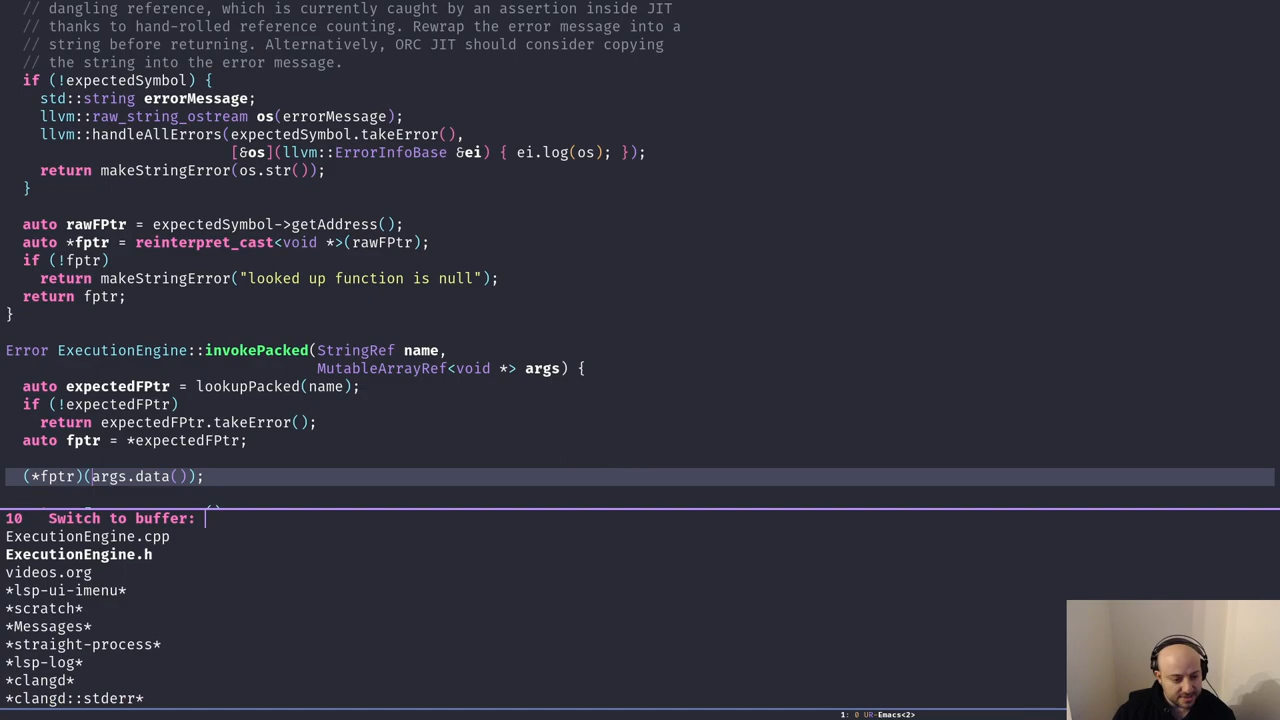 // dangling reference, which is currently caught by an assertion inside JIT
// thanks to hand-rolled reference counting. Rewrap the error message into a
// string before returning. Alternatively, ORC JIT should consider copying
// the string into the error message.
if (!expectedSymbol) {
std::string errorMessage;
llvm::raw_string_ostream os(errorMessage);
llvm::handleAllErrors(expectedSymbol.takeError(),
[&os](llvm::ErrorInfoBase &ei) { ei.log(os); });
return makeStringError(os.str());
}
auto rawFPtr = expectedSymbol->getAddress();
auto *fptr = reinterpret_cast<void *>(rawFPtr);
if (!fptr)
return makeStringError("looked up function is null");
return fptr;
}
Error ExecutionEngine::invokePacked(StringRef name,
MutableArrayRef<void *> args) {
auto expectedFPtr = lookupPacked(name);
if (!expectedFPtr)
return expectedFPtr.takeError();
auto fptr = *expectedFPtr;
(*fptr)(args.data());
10 Switch to buffer:
ExecutionEngine.cpp
ExecutionEngine.h
videos.org
*lsp-ui-imenu*
*scratch*
*Messages*
*straight-process*
*lsp-log*
*clangd*
*clangd::stderr*
1: 0 UR-Emacs<2>